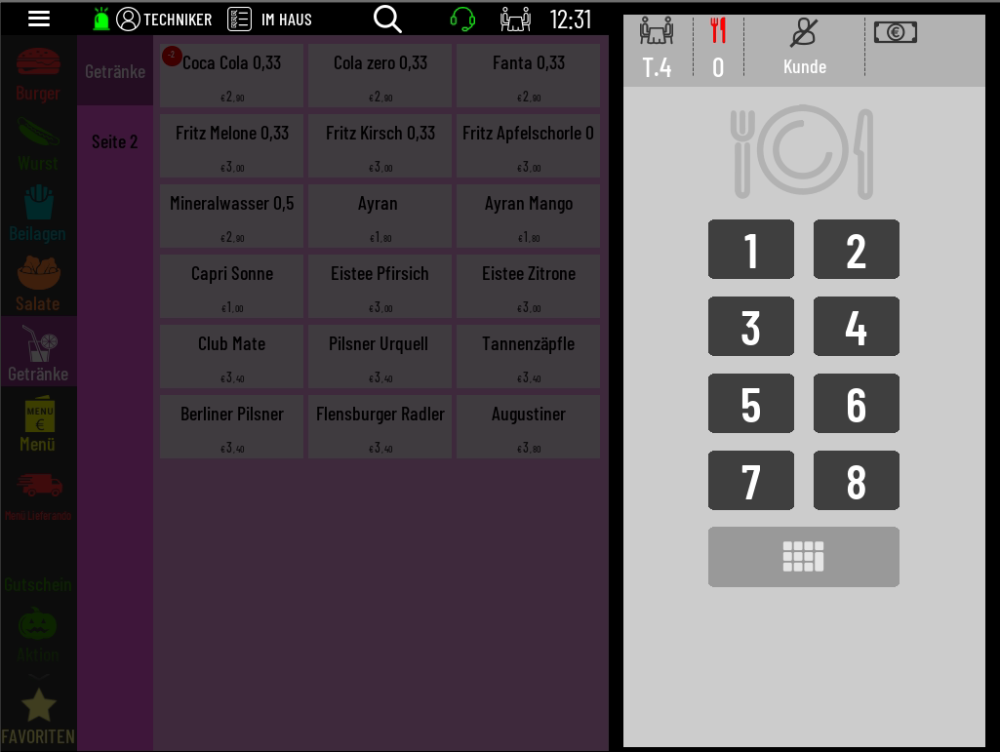 TECHNIKER
IM HAUS
12:31
Burger
Wurst
Beilagen
Salate
Getränke
MENU
€
Menü
Menü Lieferando
Gutschein
Aktion
FAVORITEN
Getränke
Seite 2
-2
Coca Cola 0,33
€2,90
Cola zero 0,33
€2,90
Fanta 0,33
€2,90
Fritz Melone 0,33
€3,00
Fritz Kirsch 0,33
€3,00
Fritz Apfelschorle 0
€3,00
Mineralwasser 0,5
€2,90
Ayran
€1,80
Ayran Mango
€1,80
Capri Sonne
€1,00
Eistee Pfirsich
€3,00
Eistee Zitrone
€3,00
Club Mate
€3,40
Pilsner Urquell
€3,40
Tannenzäpfle
€3,40
Berliner Pilsner
€3,40
Flensburger Radler
€3,40
Augustiner
€3,80
T.4
0
Kunde
€
1
2
3
4
5
6
7
8